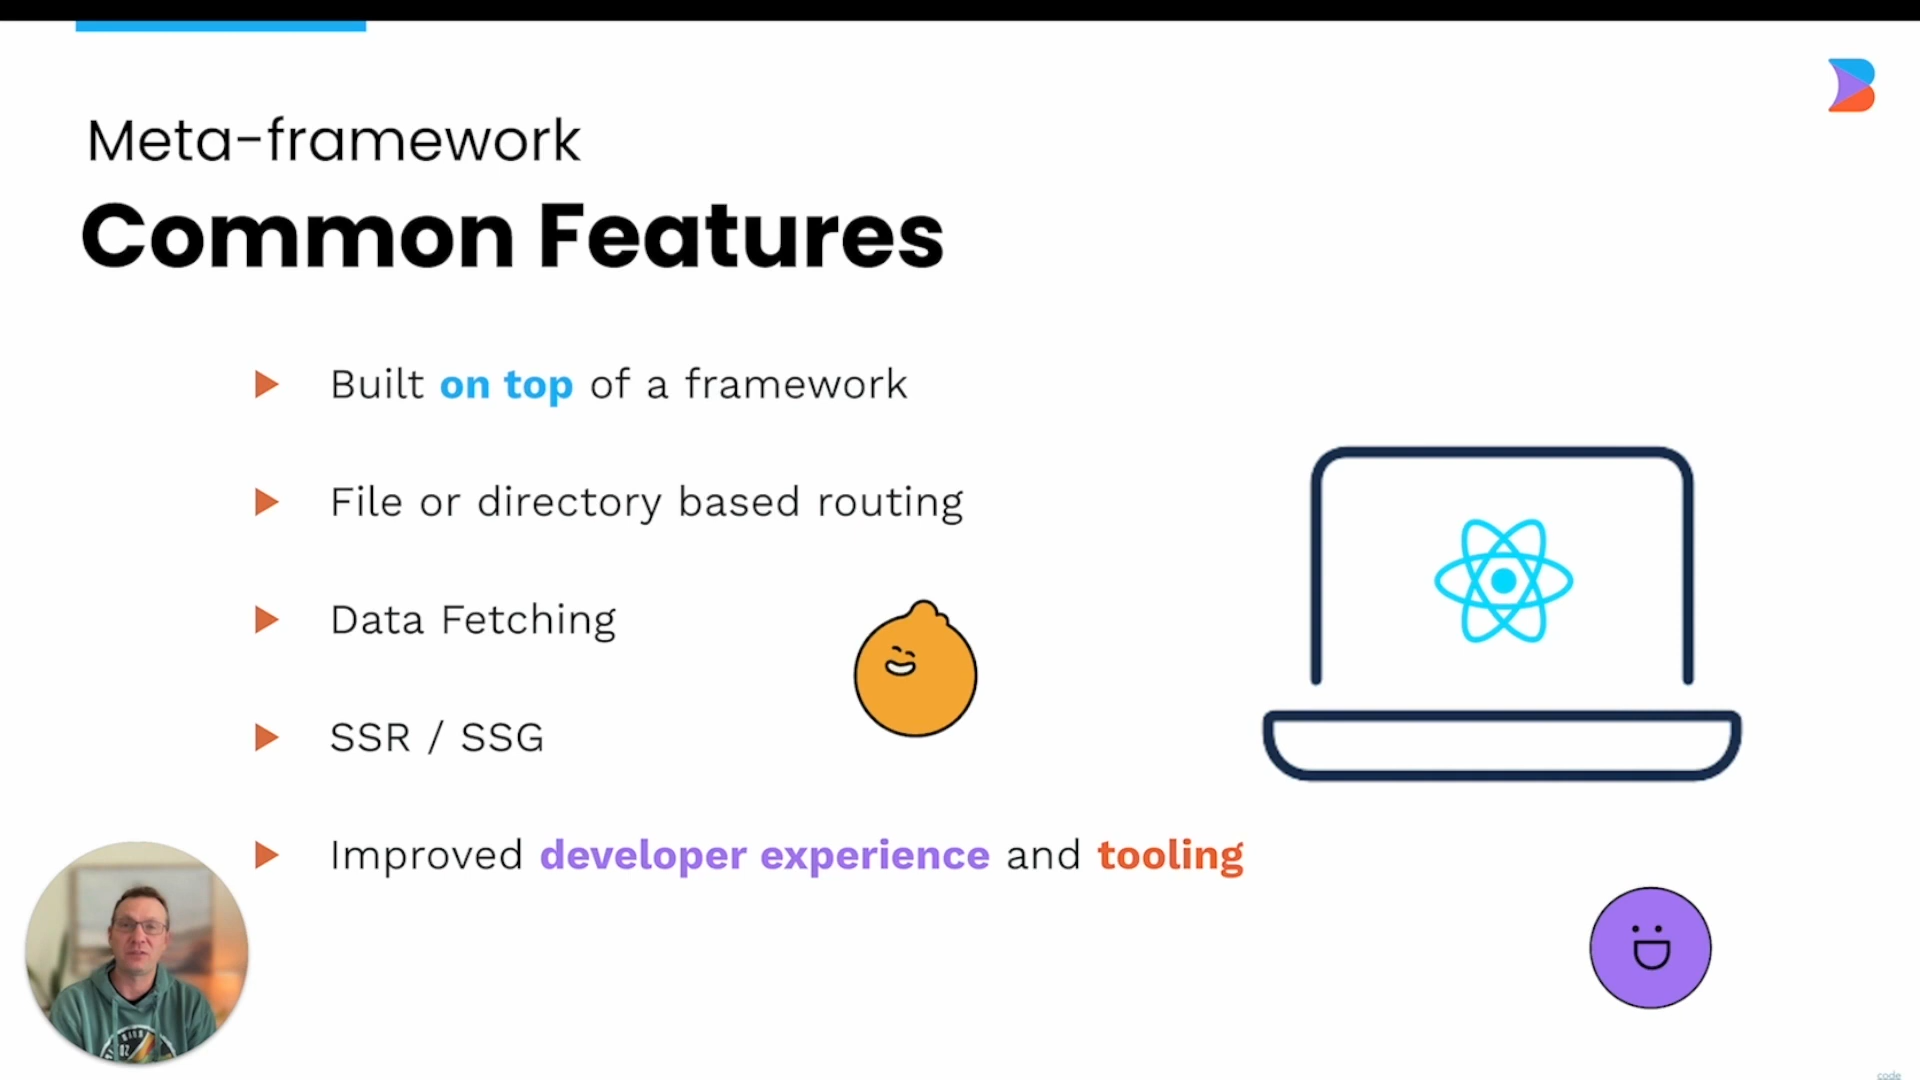 Meta-framework
Common Features
Built on top of a framework
File or directory based routing
Data Fetching
SSR / SSG
Improved developer experience and tooling
code